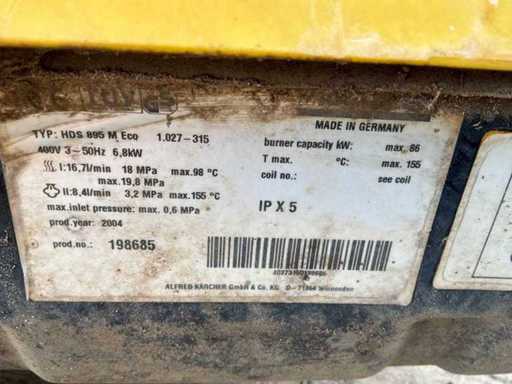 TYP: HDS 895 M Eco 1.027-315
400V 3~50Hz 6,8kW
I:16,7l/min 18 MPa max.98 °C
max.19,8 MPa
II:8,4l/min 3,2 MPa max.155 °C
max.inlet pressure: max. 0,6 MPa
prod.year: 2004
prod.no.: 198685
MADE IN GERMANY
burner capacity kW: max. 86
T max. °C: max. 155
coil no.: see coil
IP X 5
ALFRED KÄRCHER GmbH & Co. KG D-71364 Winnenden